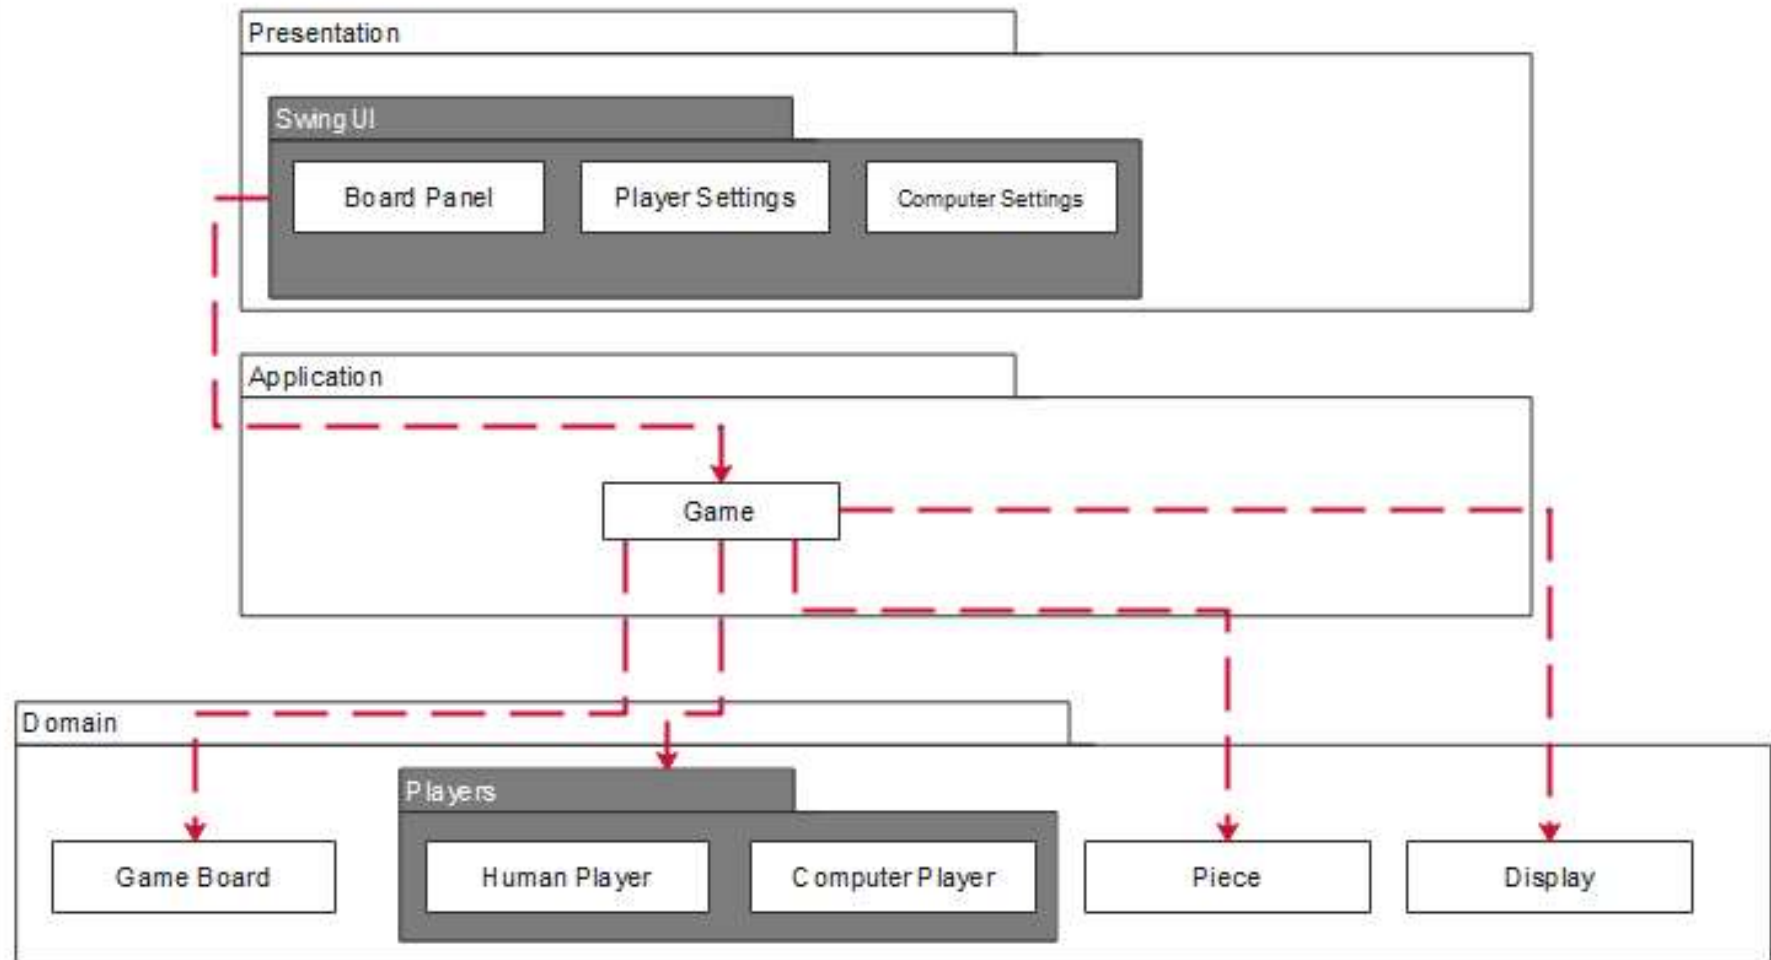 Presentation
Swing UI
Board Panel
Player Settings
Computer Settings
Application
Game
Domain
Players
Game Board
Human Player
Computer Player
Piece
Display